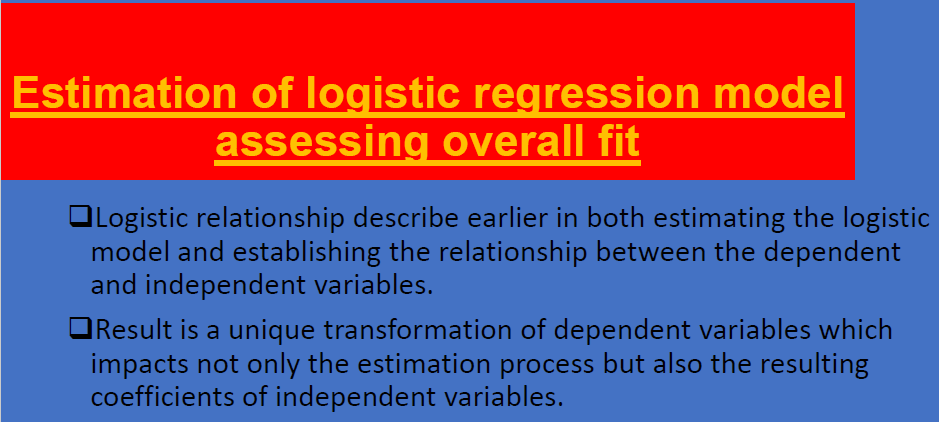 Estimation of logistic regression model
assessing overall fit
❑Logistic relationship describe earlier in both estimating the logistic
model and establishing the relationship between the dependent
and independent variables.
❑Result is a unique transformation of dependent variables which
impacts not only the estimation process but also the resulting
coefficients of independent variables.